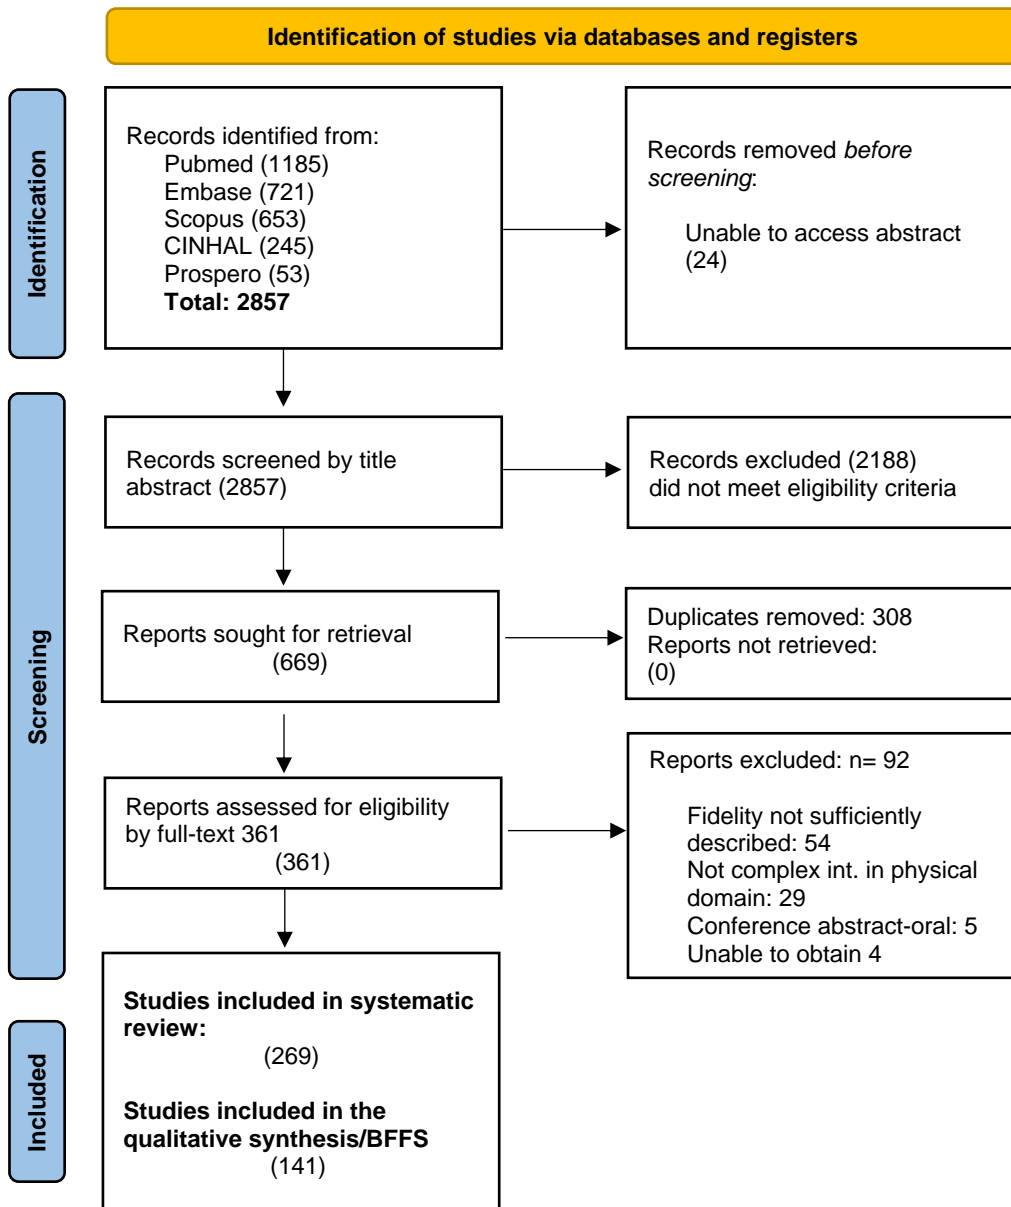 Identification of studies via databases and registers
Identification
Records identified from:
Pubmed (1185)
Embase (721)
Scopus (653)
CINHAL (245)
Prospero (53)
Total: 2857
Records removed before
screening:
Unable to access abstract
(24)
Screening
Records screened by title
abstract (2857)
Records excluded (2188)
did not meet eligibility criteria
Reports sought for retrieval
(669)
Duplicates removed: 308
Reports not retrieved:
(0)
Reports assessed for eligibility
by full-text 361
(361)
Reports excluded: n= 92
Fidelity not sufficiently
described: 54
Not complex int. in physical
domain: 29
Conference abstract-oral: 5
Unable to obtain 4
Included
Studies included in systematic
review:
(269)
Studies included in the
qualitative synthesis/BFFS
(141)